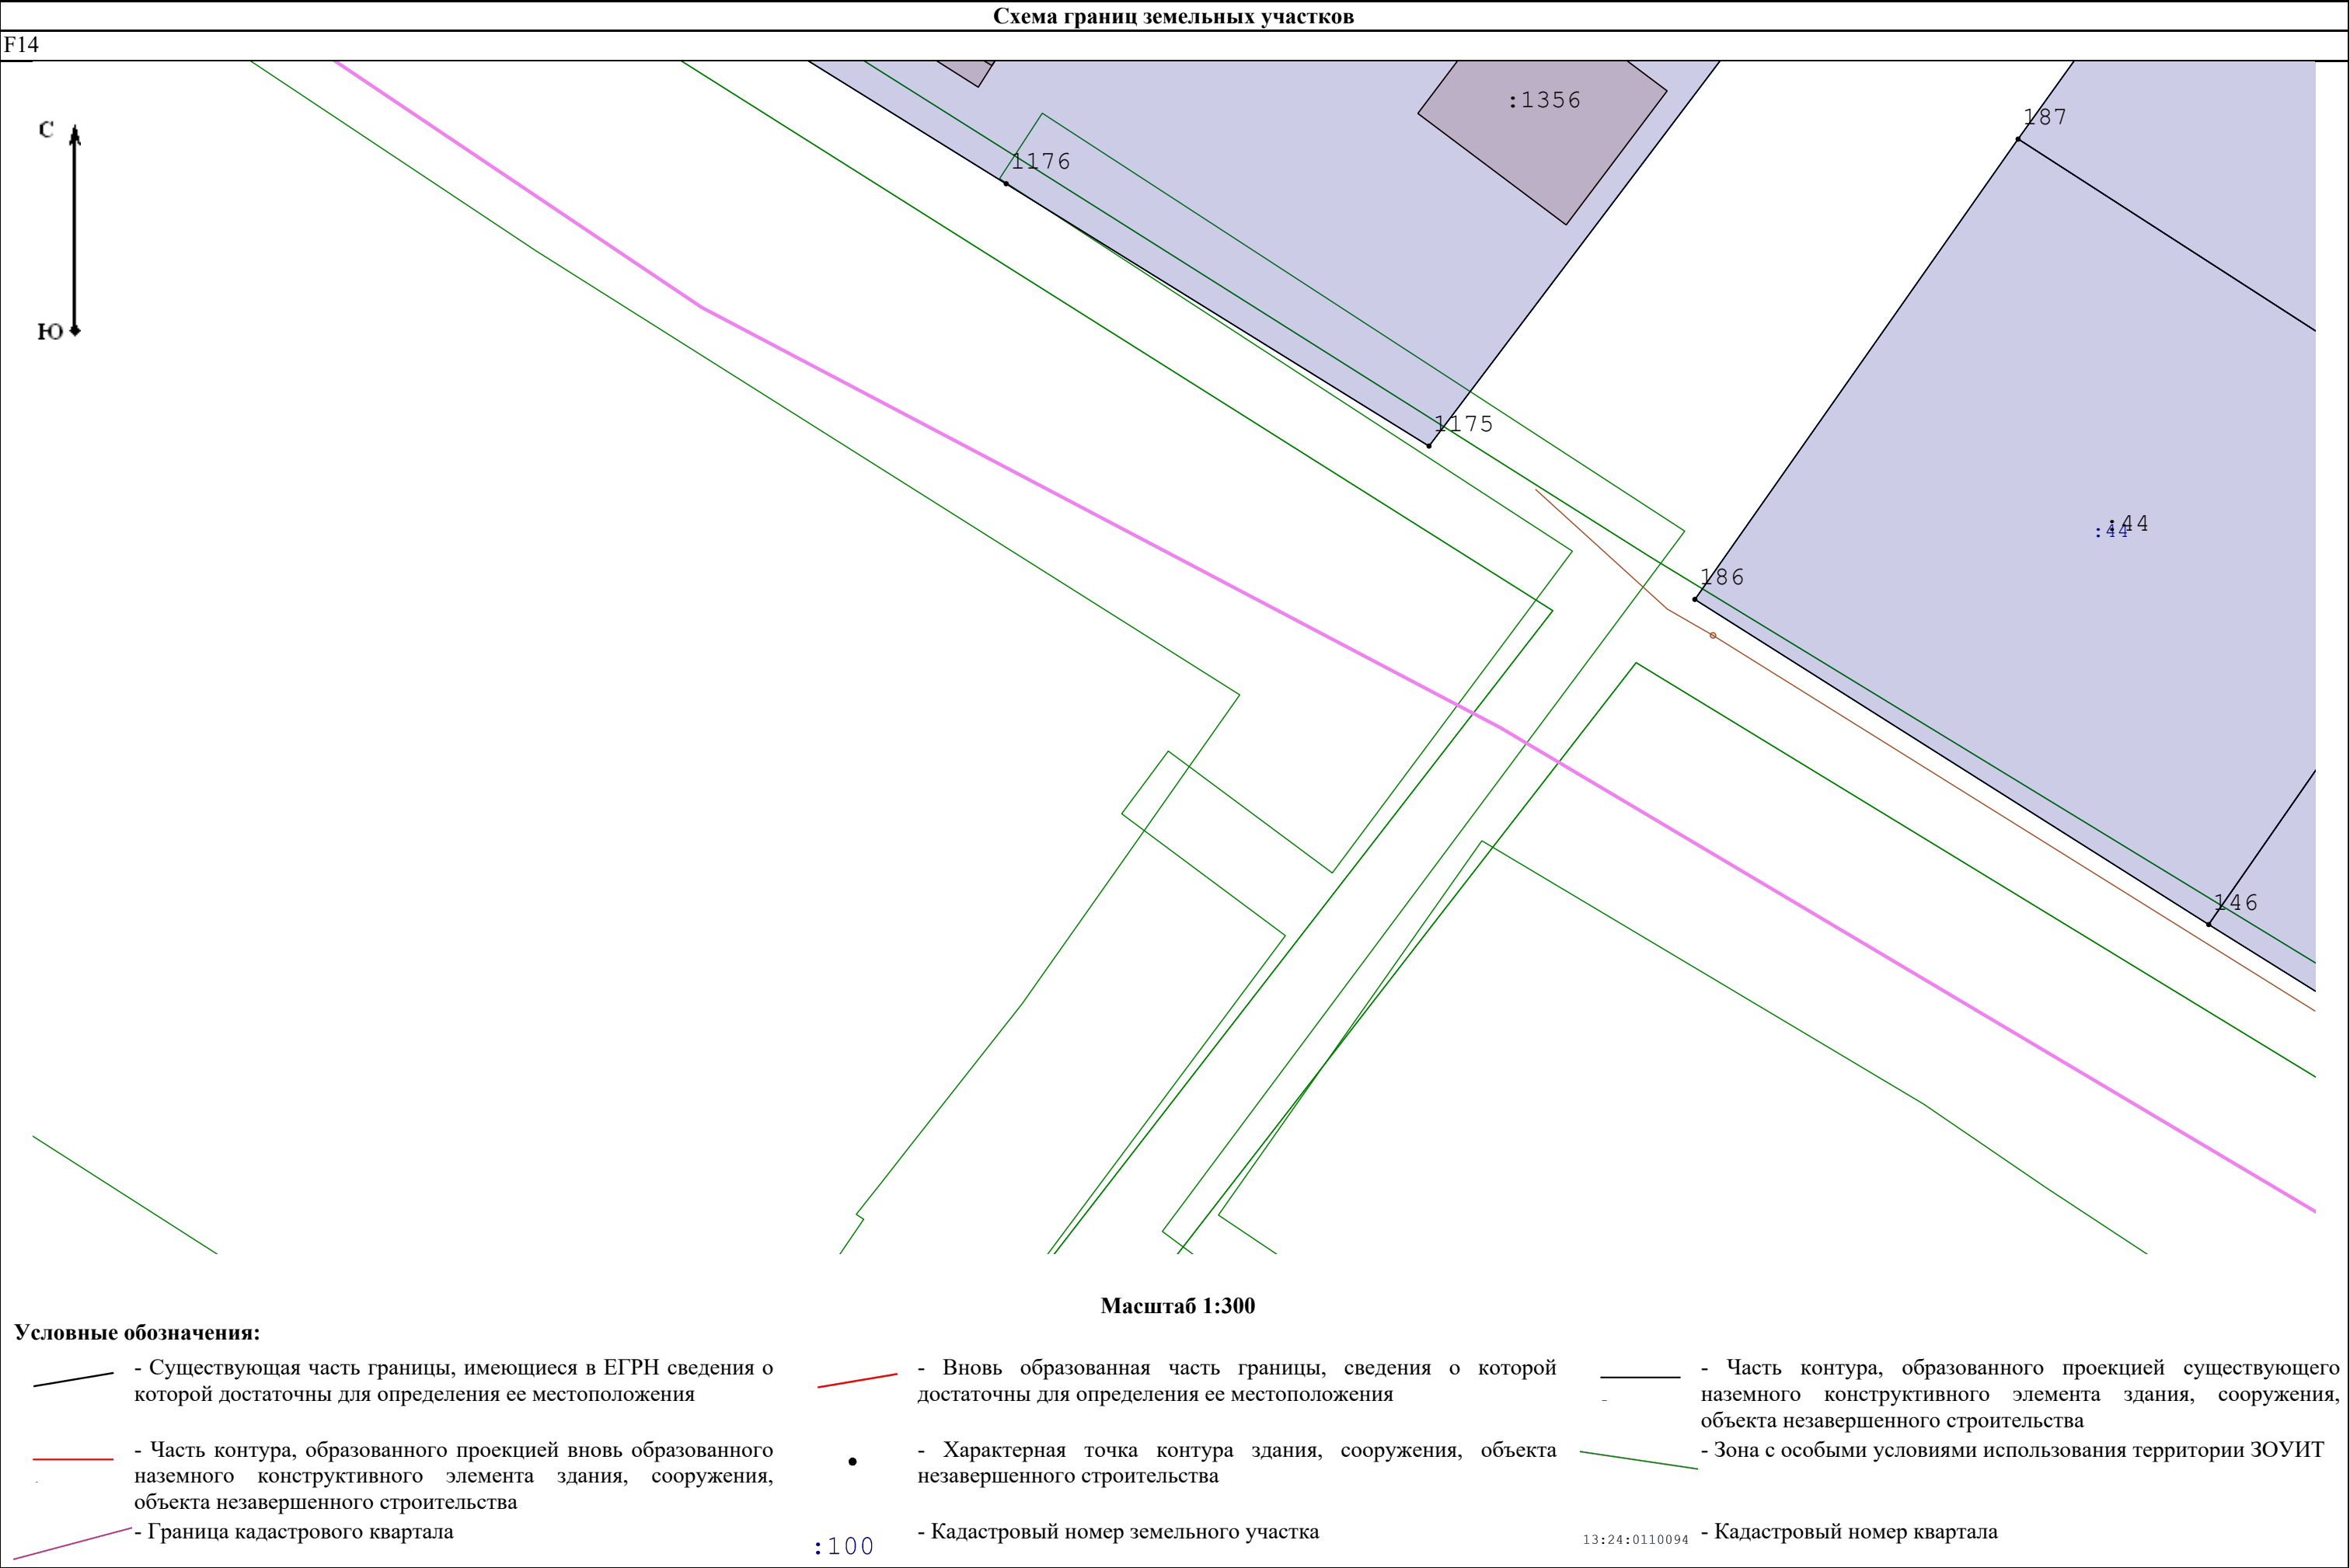 Схема границ земельных участков
F14
С
Ю
:1356
1176
187
1175
:44
:44
186
146
Масштаб 1:300
Условные обозначения:
- Существующая часть границы, имеющиеся в ЕГРН сведения о
которой достаточны для определения ее местоположения
- Вновь образованная часть границы, сведения о которой
достаточны для определения ее местоположения
- Часть контура, образованного проекцией существующего
наземного конструктивного элемента здания, сооружения,
объекта незавершенного строительства
- Часть контура, образованного проекцией вновь образованного
наземного конструктивного элемента здания, сооружения,
объекта незавершенного строительства
- Характерная точка контура здания, сооружения, объекта
незавершенного строительства
- Зона с особыми условиями использования территории ЗОУИТ
- Граница кадастрового квартала
:100
- Кадастровый номер земельного участка
13:24:0110094
- Кадастровый номер квартала